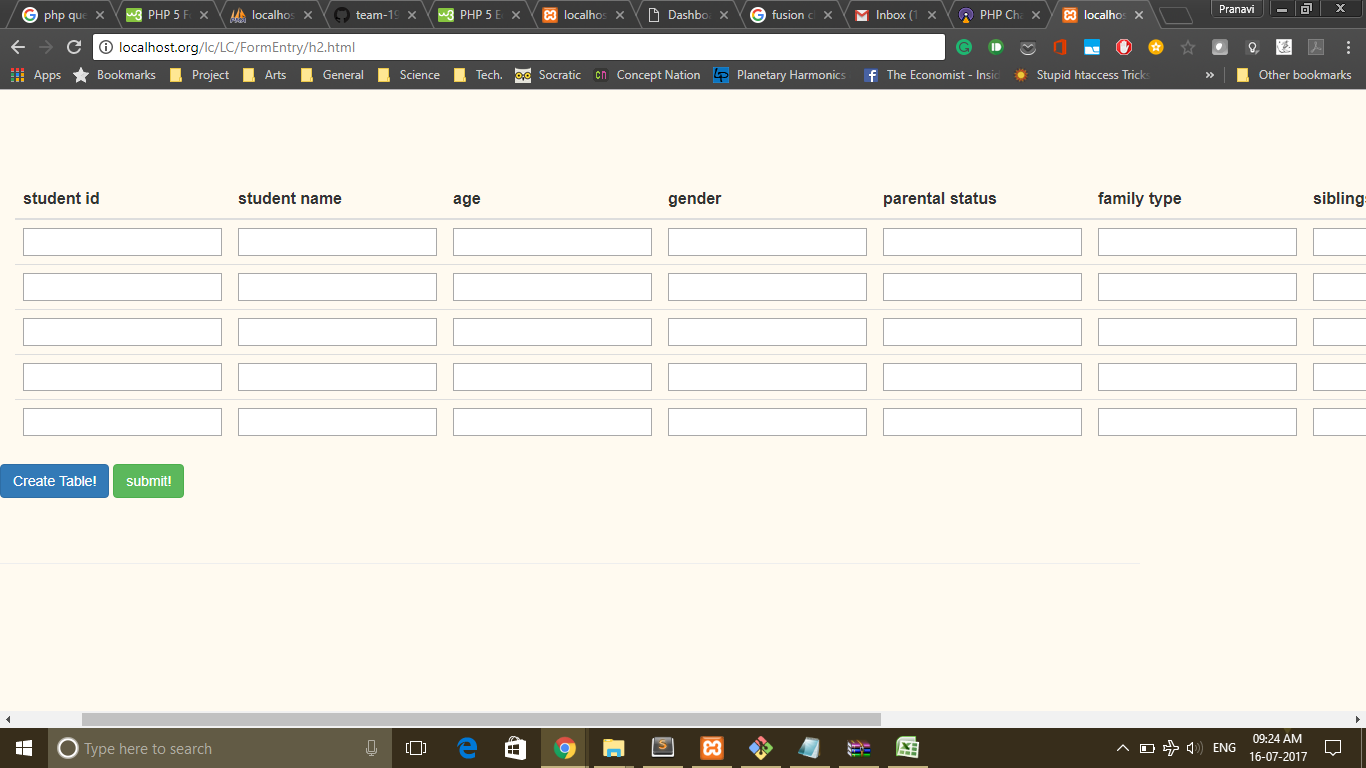 php que
PHP 5 F
localhos
team-19
PHP 5 E
localhos
Dashbo
fusion c
Inbox (1
PHP Cha
localhos
Pranavi
localhost.org/lc/LC/FormEntry/h2.html
Apps Bookmarks Project Arts General Science Tech. Socratic Concept Nation Planetary Harmonics The Economist - Insid Stupid htaccess Tricks » Other bookmarks
student id student name age gender parental status family type siblings
Create Table! submit!
Type here to search
ENG
09:24 AM
16-07-2017